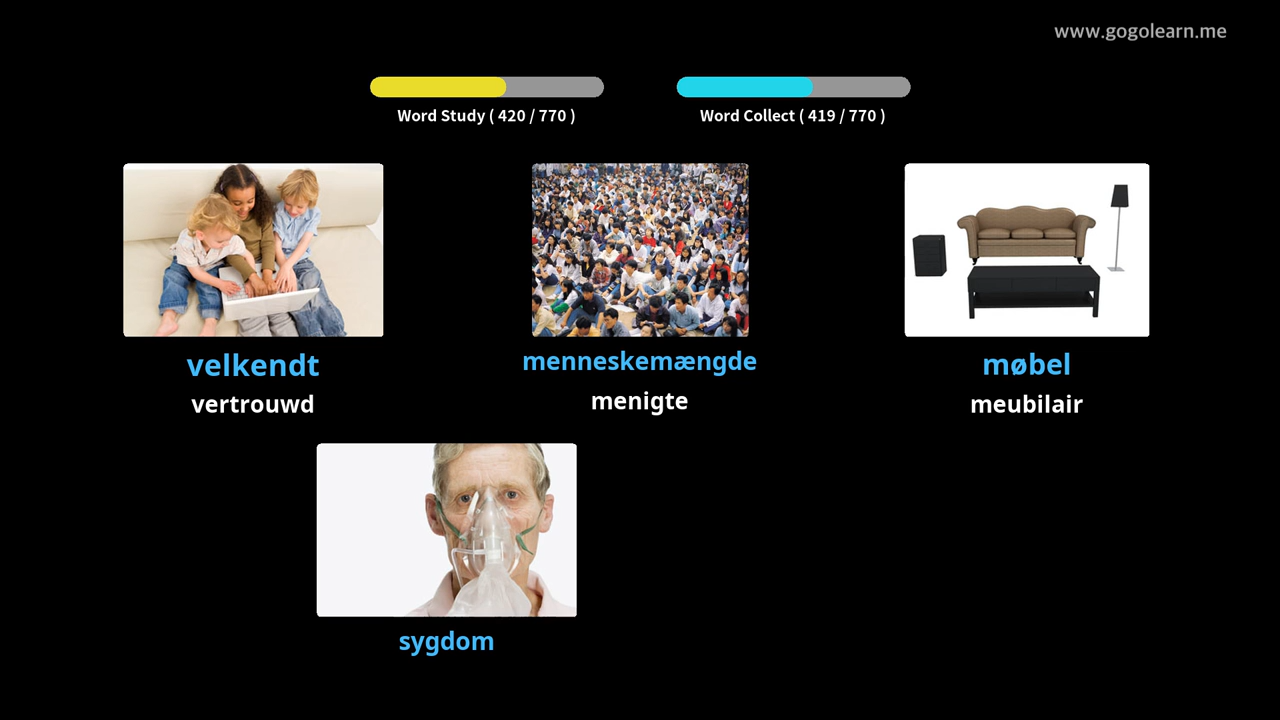 www.gogolearn.me
Word Study ( 420 / 770 )
Word Collect ( 419 / 770 )
velkendt
vertrouwd
menneskemængde
menigte
møbel
meubilair
sygdom